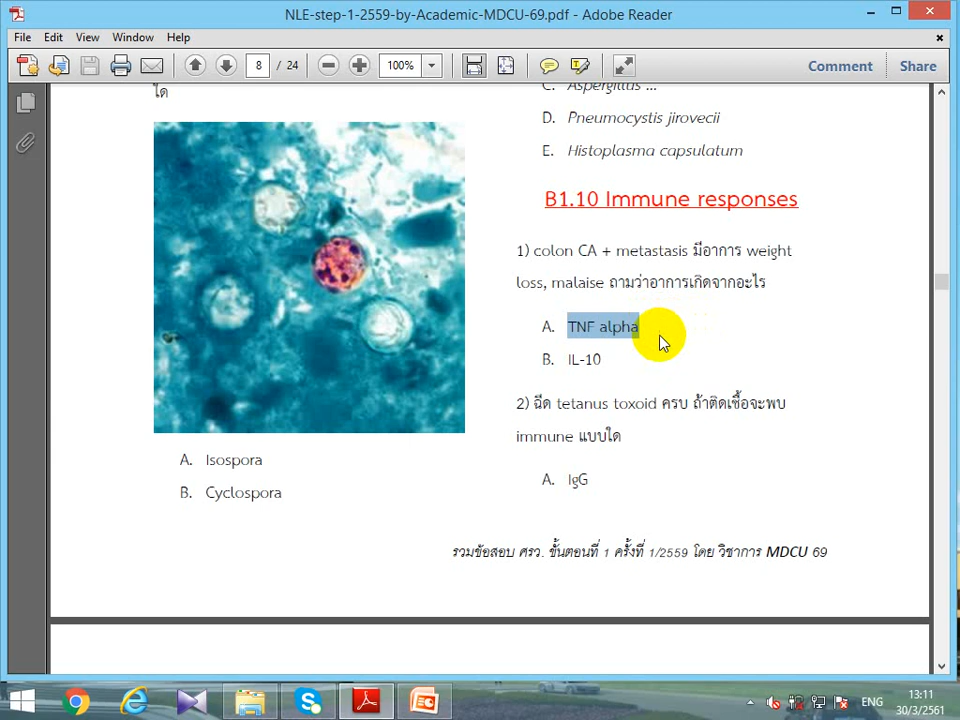 NLE-step-1-2559-by-Academic-MDCU-69.pdf - Adobe Reader
File Edit View Window Help
8 / 24 100% Comment Share
ใด
A. Isospora
B. Cyclospora
C. Aspergillus ...
D. Pneumocystis jirovecii
E. Histoplasma capsulatum
B1.10 Immune responses
1) colon CA + metastasis มีอาการ weight
loss, malaise ถามว่าอาการเกิดจากอะไร
A. TNF alpha
B. IL-10
2) ฉีด tetanus toxoid ครบ ถ้าติดเชื้อจะพบ
immune แบบใด
A. IgG
รวมข้อสอบ ศรว. ขั้นตอนที่ 1 ครั้งที่ 1/2559 โดย วิชาการ MDCU 69
ENG
13:11
30/3/2561